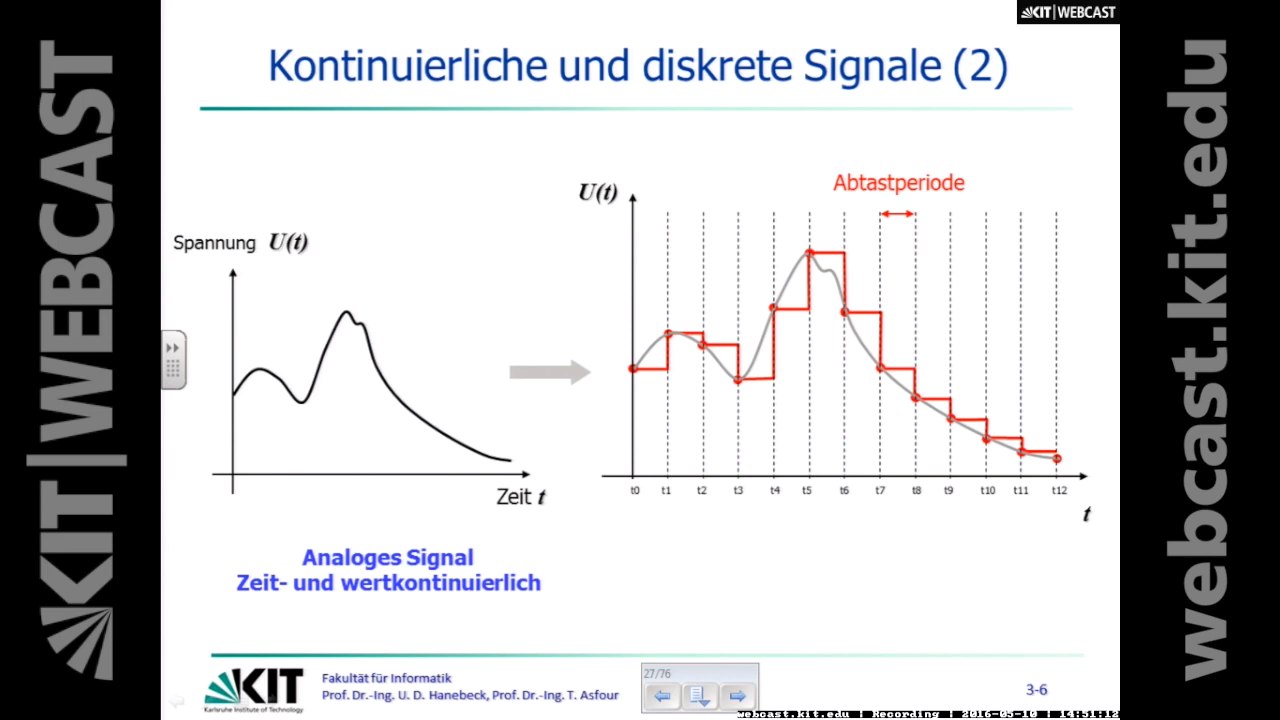 KIT|WEBCAST
KIT|WEBCAST
webcast.kit.edu
Kontinuierliche und diskrete Signale (2)
Spannung U(t)
Zeit t
Analoges Signal
Zeit- und wertkontinuierlich
U(t)
Abtastperiode
t0 t1 t2 t3 t4 t5 t6 t7 t8 t9 t10 t11 t12
t
KIT
Karlsruhe Institute of Technology
Fakultät für Informatik
Prof. Dr.-Ing. U. D. Hanebeck, Prof. Dr.-Ing. T. Asfour
27/76
3-6
webcast.kit.edu | Recording | 2016-05-10 | 14:51:12